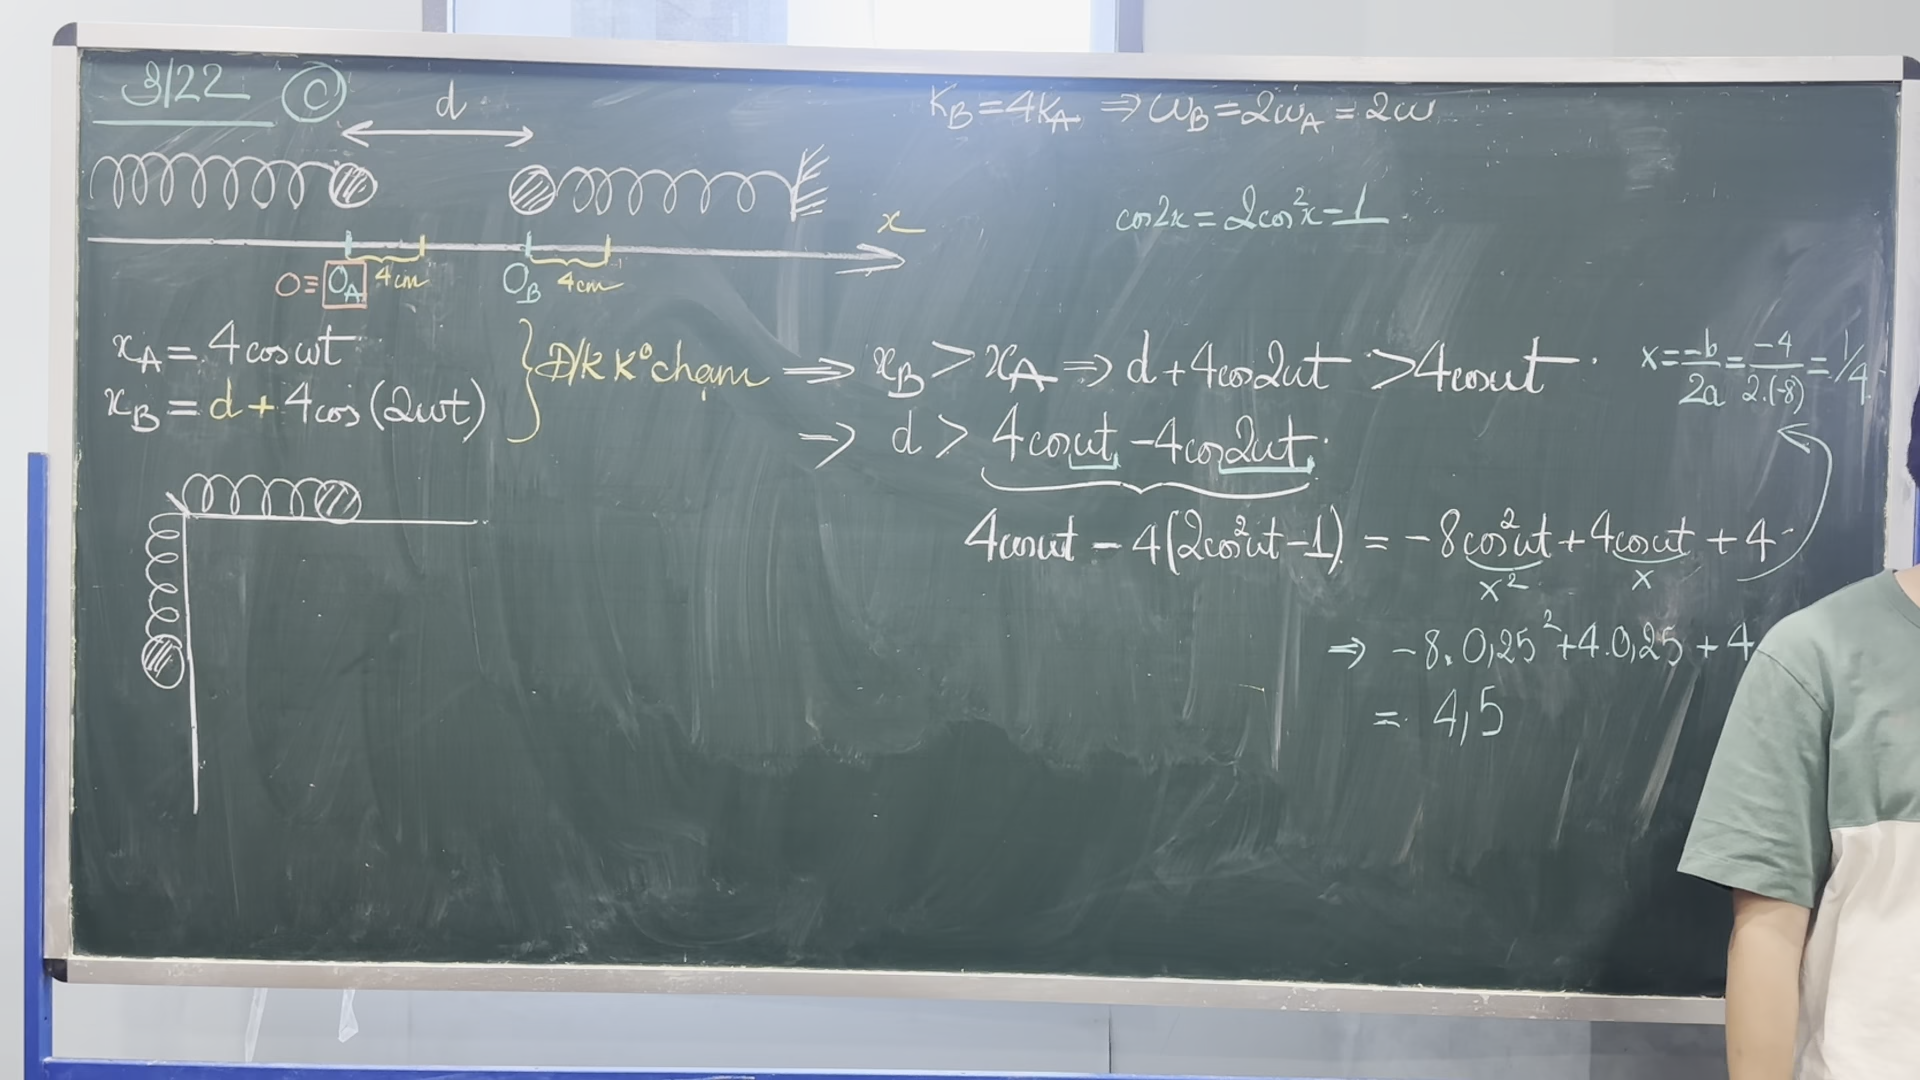 3/22 C
d
K_B = 4K_A ⇒ ω_B = 2ω_A = 2ω
cos2x = 2cos²x - 1
x
O ≡ O_A 4cm O_B 4cm
x_A = 4cosωt
x_B = d + 4cos(2ωt)
Đ/k k° chạm ⇒ x_B > x_A ⇒ d + 4cos2ωt > 4cosωt
⇒ d > 4cosωt - 4cos2ωt
x = -b/2a = -4/2.(-8) = 1/4
4cosωt - 4(2cos²ωt - 1) = -8cos²ωt + 4cosωt + 4
x² x
⇒ -8.0,25² + 4.0,25 + 4
= 4,5